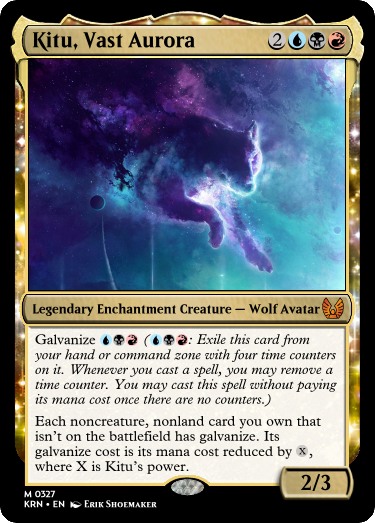 Kitu, Vast Aurora 2
Legendary Enchantment Creature — Wolf Avatar
Galvanize (: Exile this card from
your hand or command zone with four time counters
on it. Whenever you cast a spell, you may remove a
time counter. You may cast this spell without paying
its mana cost once there are no counters.)
Each noncreature, nonland card you own that
isn't on the battlefield has galvanize. Its
galvanize cost is its mana cost reduced by X,
where X is Kitu's power.
2/3
M 0327
KRN • EN Erik Shoemaker